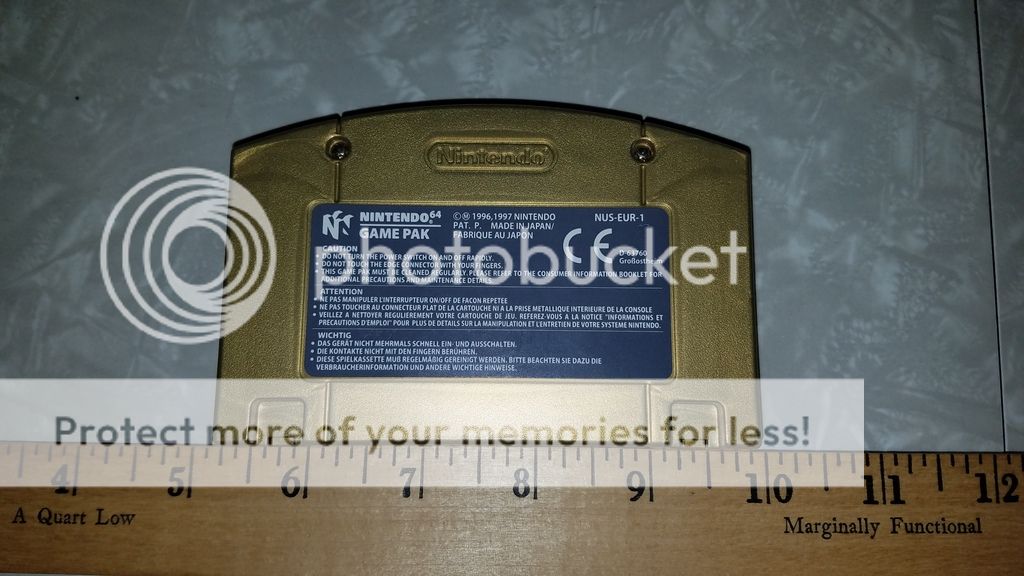 Nintendo
NINTENDO 64
GAME PAK
© Ⓜ 1996,1997 NINTENDO
PAT. P. MADE IN JAPAN/
FABRIQUE AU JAPON
NUS-EUR-1
CE
D-63760
Großostheim
CAUTION
• DO NOT TURN THE POWER SWITCH ON AND OFF RAPIDLY.
• DO NOT TOUCH THE EDGE CONNECTOR WITH YOUR FINGERS.
• THIS GAME PAK MUST BE CLEANED REGULARLY. PLEASE REFER TO THE CONSUMER INFORMATION BOOKLET FOR
ADDITIONAL PRECAUTIONS AND MAINTENANCE DETAILS.
ATTENTION
• NE PAS MANIPULER L'INTERRUPTEUR ON/OFF DE FACON REPETEE
• NE PAS TOUCHER AU CONNECTEUR PLAT DE LA CARTOUCHE NI A LA PRISE METALLIQUE INTERIEURE DE LA CONSOLE
• VEILLEZ A NETTOYER REGULIEREMENT VOTRE CARTOUCHE DE JEU. REFEREZ-VOUS A LA NOTICE "INFORMATIONS ET
PRECAUTIONS D'EMPLOI" POUR PLUS DE DETAILS SUR LA MANIPULATION ET L'ENTRETIEN DE VOTRE SYSTEME NINTENDO.
WICHTIG
• DAS GERÄT NICHT MEHRMALS SCHNELL EIN- UND AUSSCHALTEN.
• DIE KONTAKTE NICHT MIT DEN FINGERN BERÜHREN.
• DIESE SPIELKASSETTE MUß REGELMÄßIG GEREINIGT WERDEN. BITTE BEACHTEN SIE DAZU DIE
VERBRAUCHERINFORMATION UND ANDERE WICHTIGE HINWEISE.
photobucket
Protect more of your memories for less!
4 5 6 7 8 9 10 11 12
A Quart Low
Marginally Functional